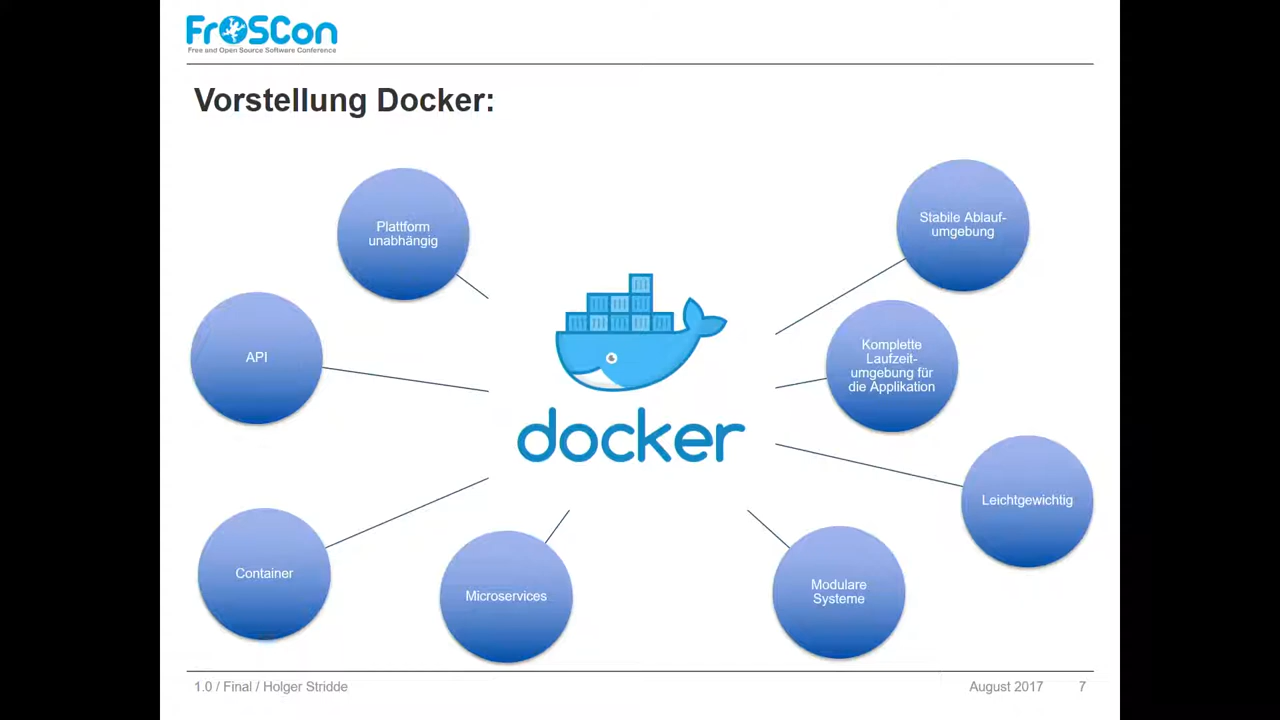 FrOSCon
Free and Open Source Software Conference
Vorstellung Docker:
Plattform
unabhängig
Stabile Ablauf-
umgebung
API
Komplette
Laufzeit-
umgebung für
die Applikation
docker
Leichtgewichtig
Container
Microservices
Modulare
Systeme
1.0 / Final / Holger Stridde
August 2017
7